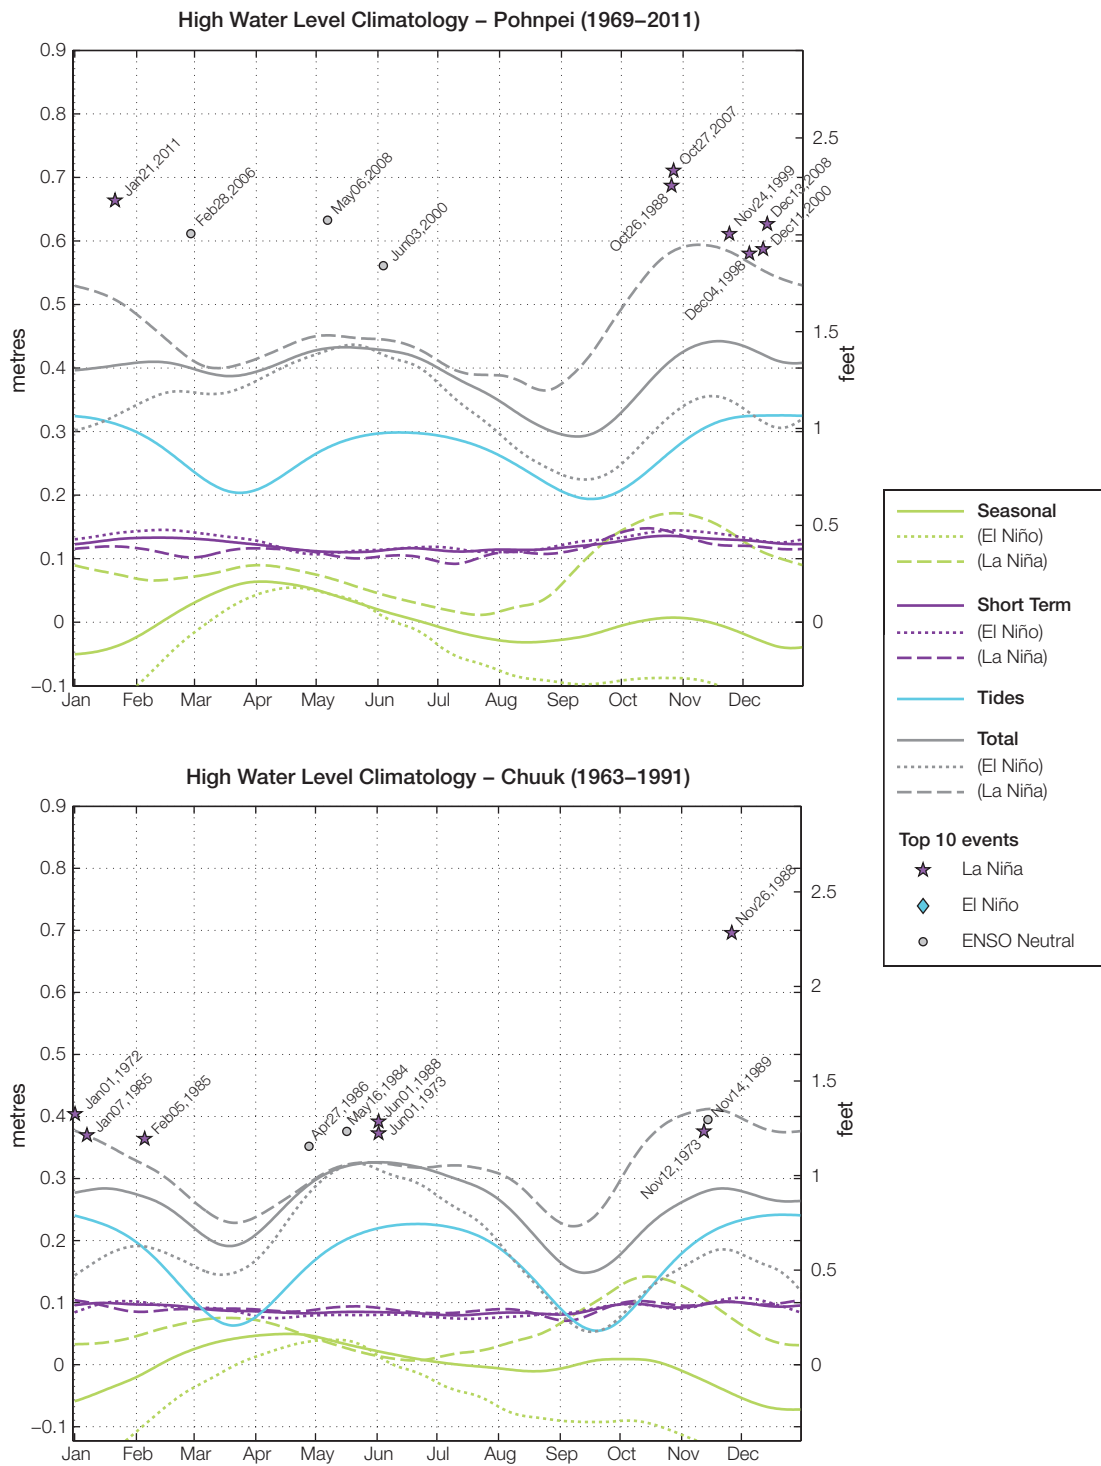 High Water Level Climatology – Pohnpei (1969–2011)
0.9
0.8
0.7
0.6
0.5
0.4
0.3
0.2
0.1
0
–0.1
metres
2.5
1.5
1
0.5
0
feet
Jan21,2011
Feb28,2006
May06,2008
Jun03,2000
Oct27,2007
Oct26,1988
Nov24,1999
Dec13,2008
Dec11,2000
Dec04,1998
Jan Feb Mar Apr May Jun Jul Aug Sep Oct Nov Dec
Seasonal
(El Niño)
(La Niña)
Short Term
(El Niño)
(La Niña)
Tides
Total
(El Niño)
(La Niña)
Top 10 events
La Niña
El Niño
ENSO Neutral
High Water Level Climatology – Chuuk (1963–1991)
0.9
0.8
0.7
0.6
0.5
0.4
0.3
0.2
0.1
0
–0.1
metres
2.5
2
1.5
1
0.5
0
feet
Jan01,1972
Jan07,1985
Feb05,1985
Apr27,1986
May16,1984
Jun01,1988
Jun01,1973
Nov26,1988
Nov14,1989
Nov12,1973
Jan Feb Mar Apr May Jun Jul Aug Sep Oct Nov Dec